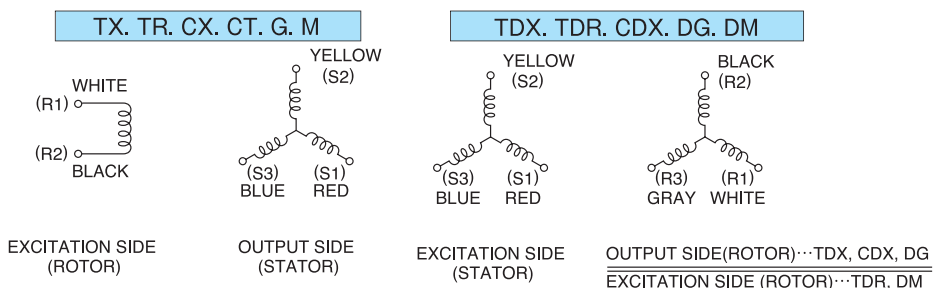 TX. TR. CX. CT. G. M
WHITE
(R1)
(R2)
BLACK
EXCITATION SIDE
(ROTOR)
YELLOW
(S2)
(S3)
BLUE
(S1)
RED
OUTPUT SIDE
(STATOR)
TDX. TDR. CDX. DG. DM
YELLOW
(S2)
(S3)
BLUE
(S1)
RED
EXCITATION SIDE
(STATOR)
BLACK
(R2)
(R3)
GRAY
(R1)
WHITE
OUTPUT SIDE(ROTOR)···TDX, CDX, DG
EXCITATION SIDE (ROTOR)···TDR, DM